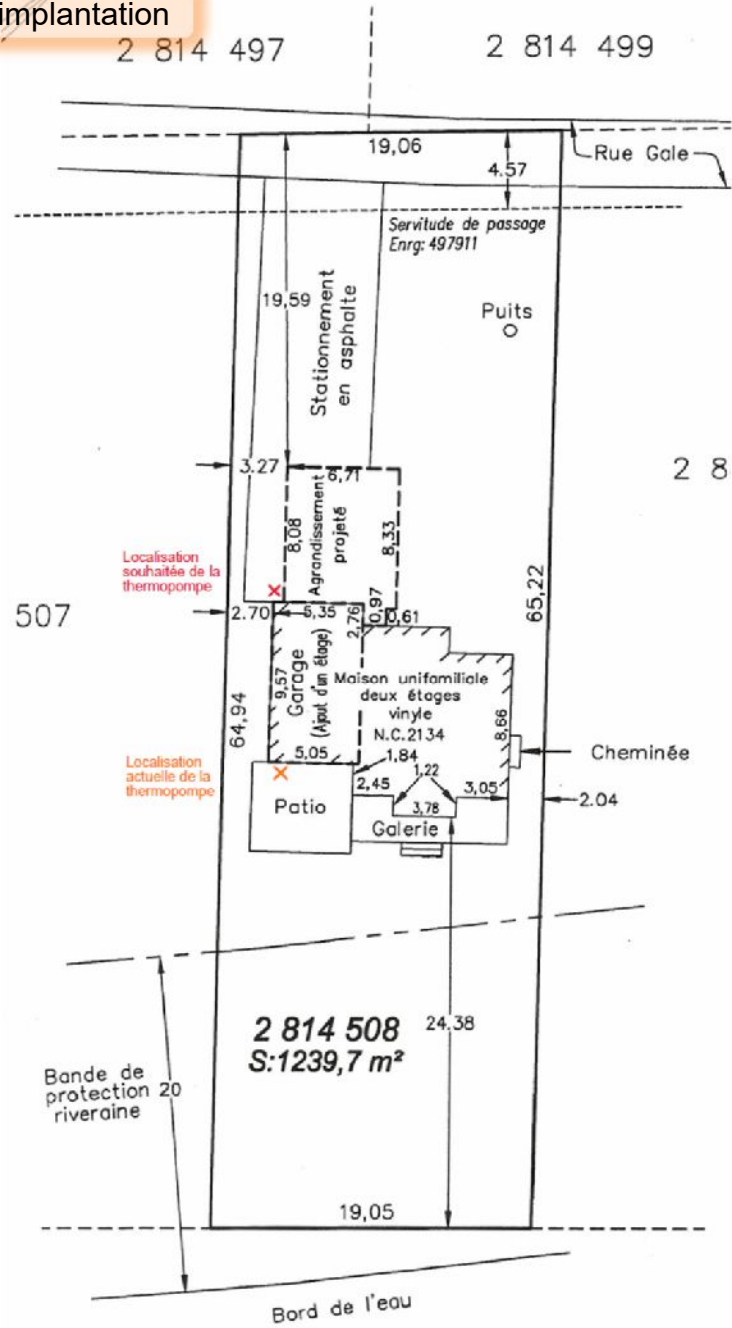 implantation
2 814 497
2 814 499
19,06
4.57
Rue Gale
Servitude de passage
Enrg: 497911
19,59
Stationnement
en asphalte
Puits
3.27
6,71
2 8
Agrandissement
projeté
8,08
8,33
Localisation
souhaitée de la
thermopompe
507
2.70
5,35
2,76
0,97
0,61
65,22
Garage
(Ajout d'un étage)
9,57
Maison unifamiliale
deux étages
vinyle
N.C.2134
8,66
64,94
5,05
1,84
Cheminée
Localisation
actuelle de la
thermopompe
2,45
1,22
3,05
2.04
Patio
3,78
Galerie
2 814 508
S:1239,7 m²
24.38
Bande de
protection 20
riveraine
19,05
Bord de l'eau